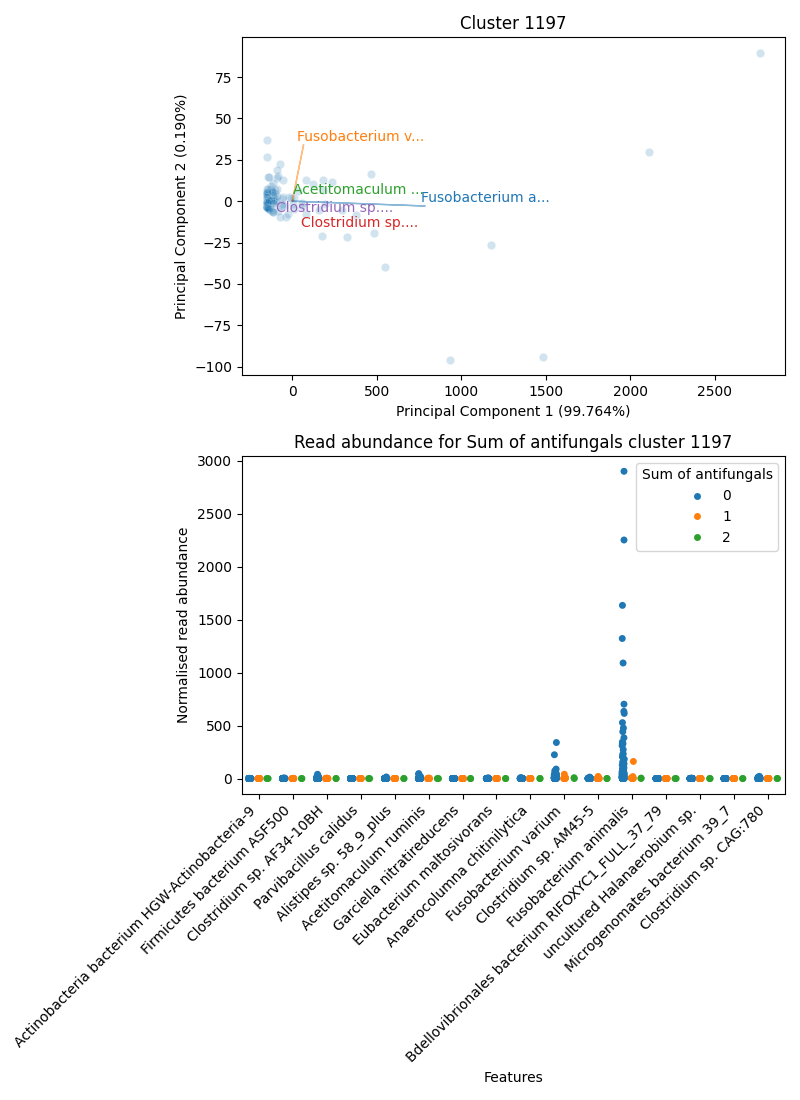 Cluster 1197
Principal Component 2 (0.190%)
75
50
25
0
−25
−50
−75
−100
Fusobacterium v...
Acetitomaculum ...
Fusobacterium a...
Clostridium sp....
Clostridium sp....
0
500
1000
1500
2000
2500
Principal Component 1 (99.764%)
Read abundance for Sum of antifungals cluster 1197
Normalised read abundance
3000
2500
2000
1500
1000
500
0
Sum of antifungals
0
1
2
Actinobacteria bacterium HGW-Actinobacteria-9
Firmicutes bacterium ASF500
Clostridium sp. AF34-10BH
Parvibacillus calidus
Alistipes sp. 58_9_plus
Acetitomaculum ruminis
Garciella nitratireducens
Eubacterium maltosivorans
Anaerocolumna chitinilytica
Fusobacterium varium
Clostridium sp. AM45-5
Fusobacterium animalis
Bdellovibrionales bacterium RIFOXYC1_FULL_37_79
uncultured Halanaerobium sp.
Microgenomates bacterium 39_7
Clostridium sp. CAG:780
Features